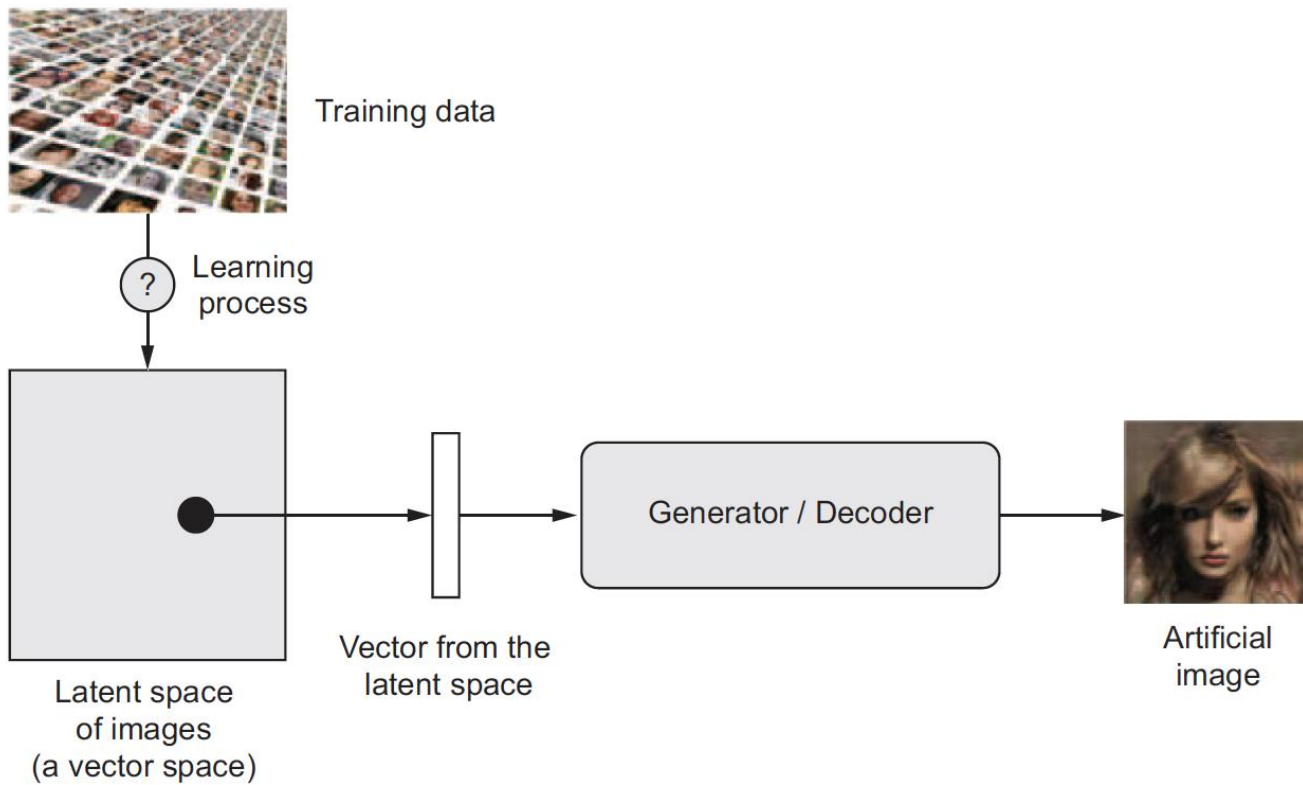 Training data
?
Learning
process
Generator / Decoder
Vector from the
latent space
Artificial
image
Latent space
of images
(a vector space)